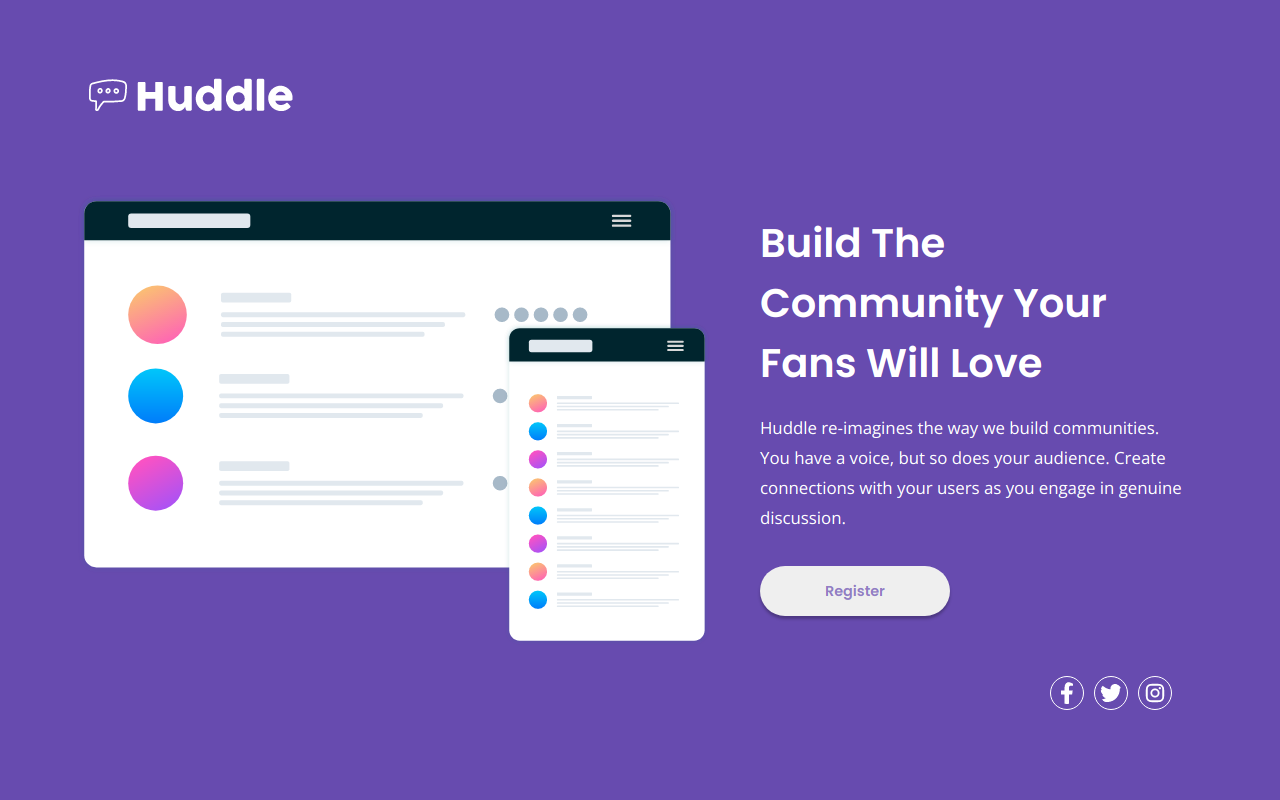 Huddle
Build The
Community Your
Fans Will Love
Huddle re-imagines the way we build communities.
You have a voice, but so does your audience. Create
connections with your users as you engage in genuine
discussion.
Register